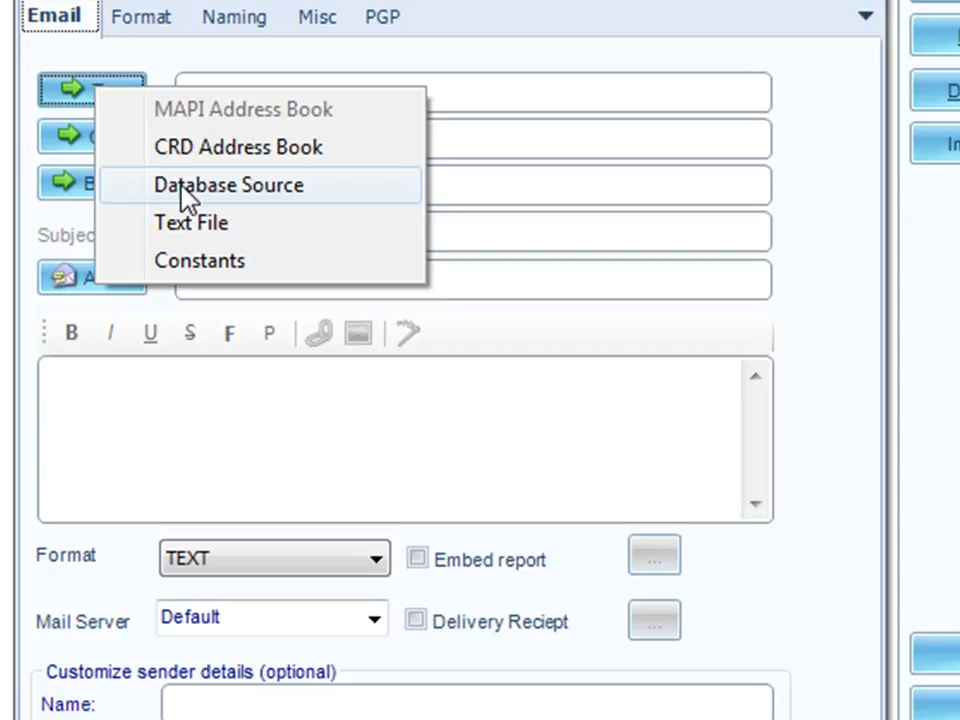 Email Format Naming Misc PGP
MAPI Address Book
CRD Address Book
Database Source
Text File
Constants
B I U S F P
Format TEXT Embed report ...
Mail Server Default Delivery Reciept ...
Customize sender details (optional)
Name: